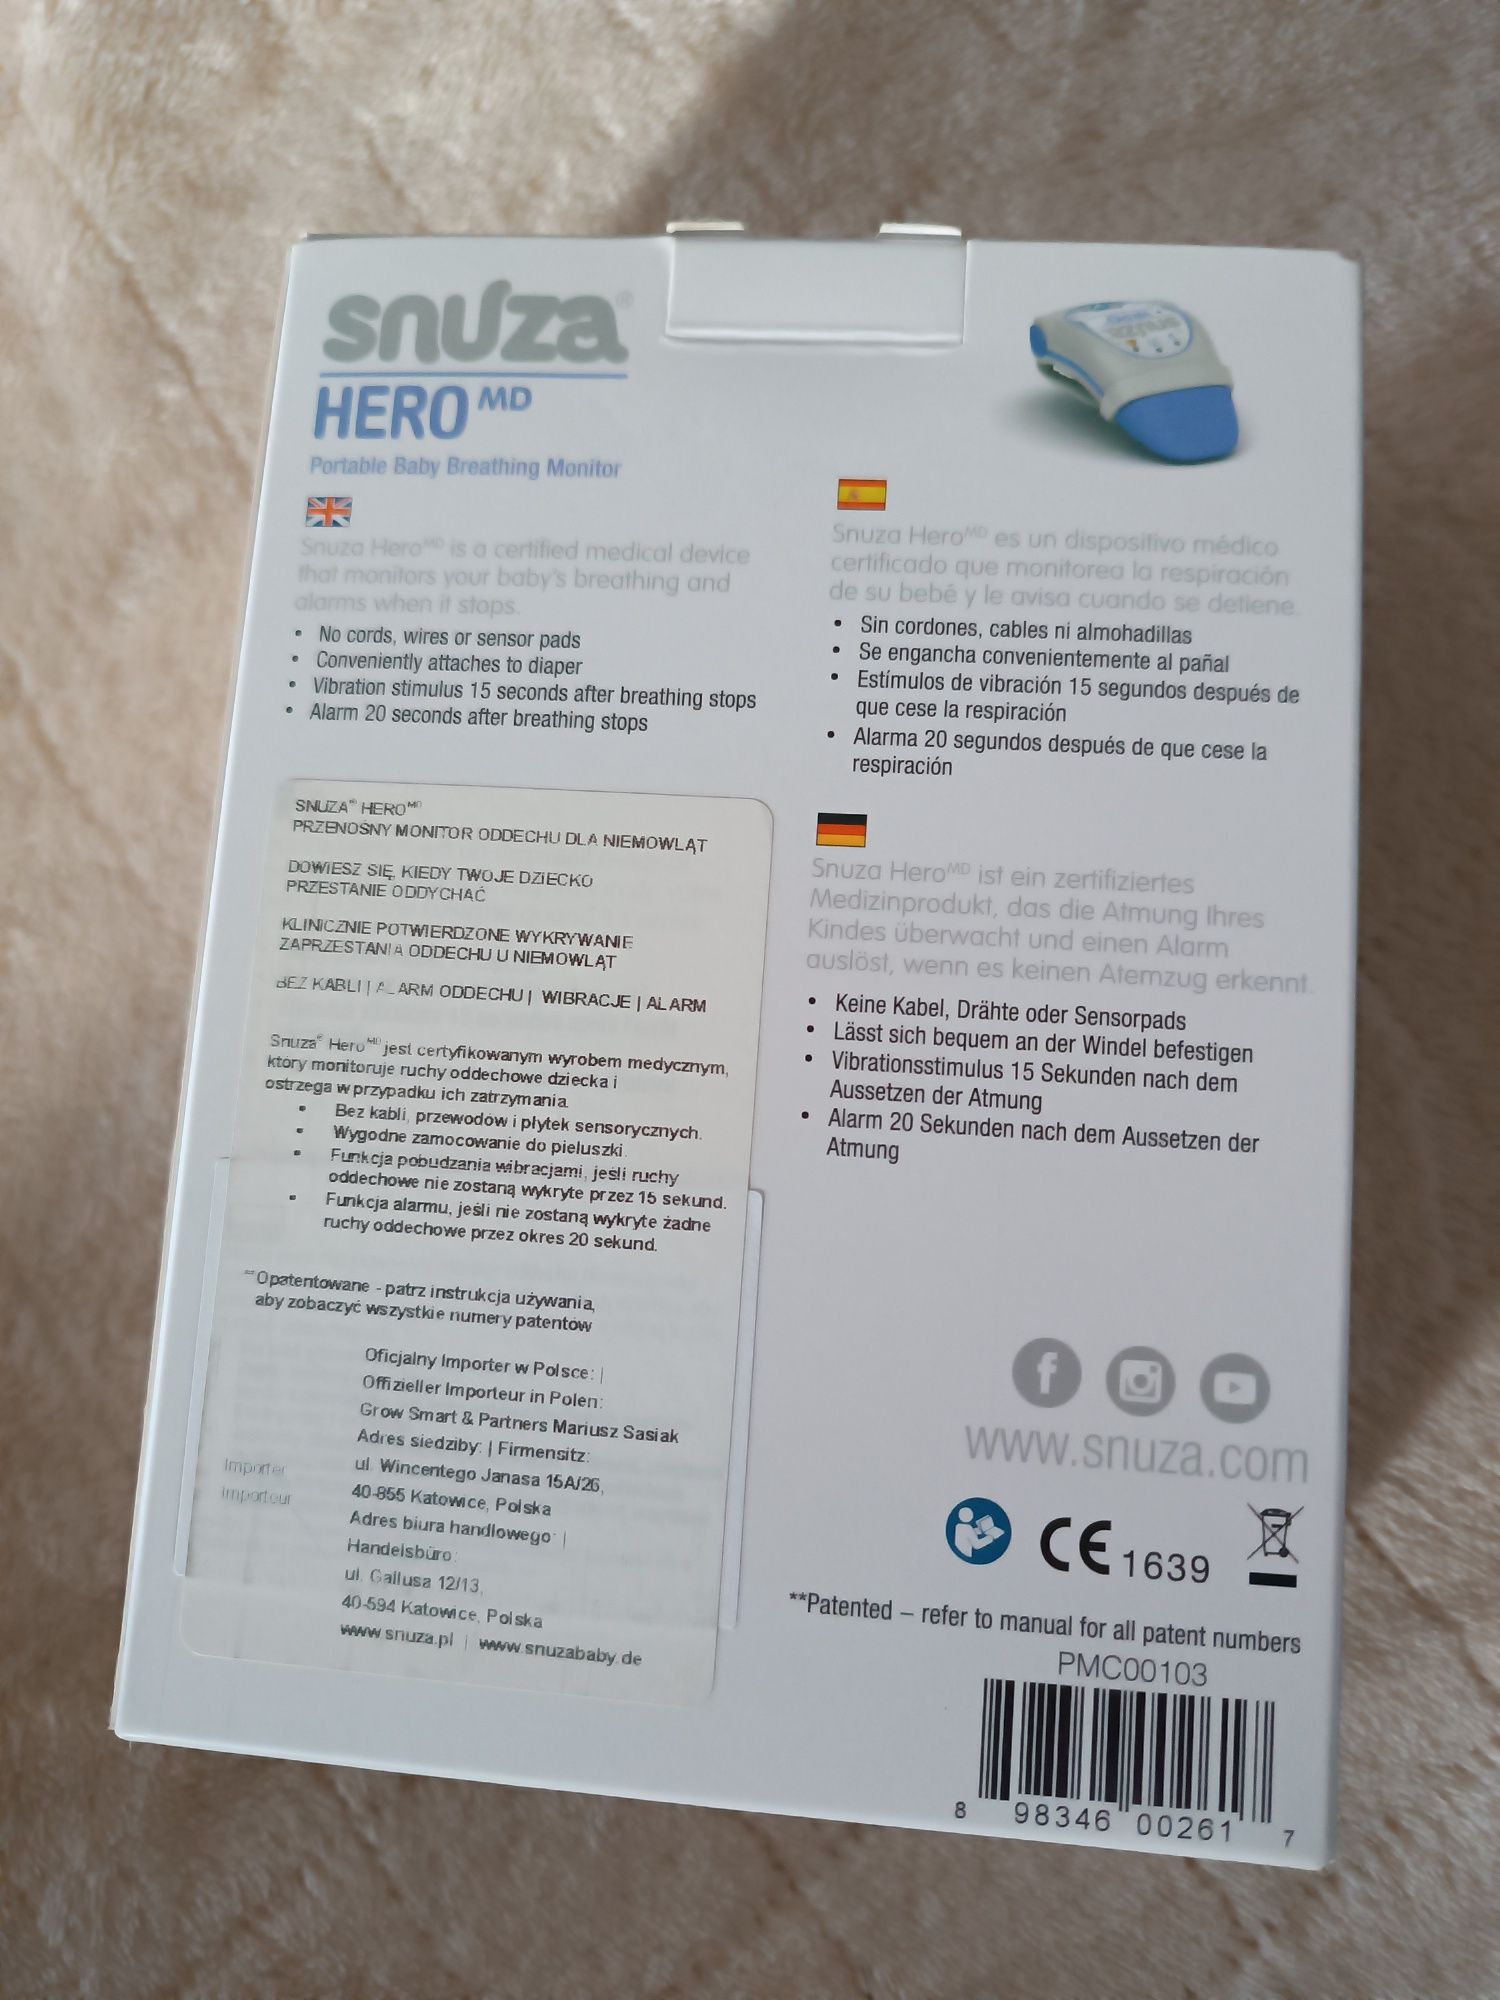 snuza®
HERO MD
Portable Baby Breathing Monitor
Snuza Hero MD is a certified medical device
that monitors your baby's breathing and
alarms when it stops.
• No cords, wires or sensor pads
• Conveniently attaches to diaper
• Vibration stimulus 15 seconds after breathing stops
• Alarm 20 seconds after breathing stops
SNUZA® HERO MD
PRZENOŚNY MONITOR ODDECHU DLA NIEMOWLĄT
DOWIESZ SIĘ, KIEDY TWOJE DZIECKO
PRZESTANIE ODDYCHAĆ
KLINICZNIE POTWIERDZONE WYKRYWANIE
ZAPRZESTANIA ODDECHU U NIEMOWLĄT
BEZ KABLI | ALARM ODDECHU | WIBRACJE | ALARM
Snuza® Hero MD jest certyfikowanym wyrobem medycznym,
który monitoruje ruchy oddechowe dziecka i
ostrzega w przypadku ich zatrzymania.
• Bez kabli, przewodów i płytek sensorycznych.
• Wygodne zamocowanie do pieluszki.
• Funkcja pobudzania wibracjami, jeśli ruchy
oddechowe nie zostaną wykryte przez 15 sekund.
• Funkcja alarmu, jeśli nie zostaną wykryte żadne
ruchy oddechowe przez okres 20 sekund.
**Opatentowane - patrz instrukcja używania,
aby zobaczyć wszystkie numery patentów
Oficjalny Importer w Polsce: |
Offizieller Importeur in Polen:
Grow Smart & Partners Mariusz Sasiak
Adres siedziby: | Firmensitz:
Importer
ul. Wincentego Janasa 15A/26,
Importeur
40-855 Katowice, Polska
Adres biura handlowego: |
Handelsbüro:
ul. Gallusa 12/13,
40-594 Katowice, Polska
www.snuza.pl | www.snuzababy.de
snuza
Snuza Hero MD es un dispositivo médico
certificado que monitorea la respiración
de su bebé y le avisa cuando se detiene.
• Sin cordones, cables ni almohadillas
• Se engancha convenientemente al pañal
• Estímulos de vibración 15 segundos después de
que cese la respiración
• Alarma 20 segundos después de que cese la
respiración
Snuza Hero MD ist ein zertifiziertes
Medizinprodukt, das die Atmung Ihres
Kindes überwacht und einen Alarm
auslöst, wenn es keinen Atemzug erkennt.
• Keine Kabel, Drähte oder Sensorpads
• Lässt sich bequem an der Windel befestigen
• Vibrationsstimulus 15 Sekunden nach dem
Aussetzen der Atmung
• Alarm 20 Sekunden nach dem Aussetzen der
Atmung
www.snuza.com
CE 1639
**Patented – refer to manual for all patent numbers
PMC00103
8 98346 00261 7